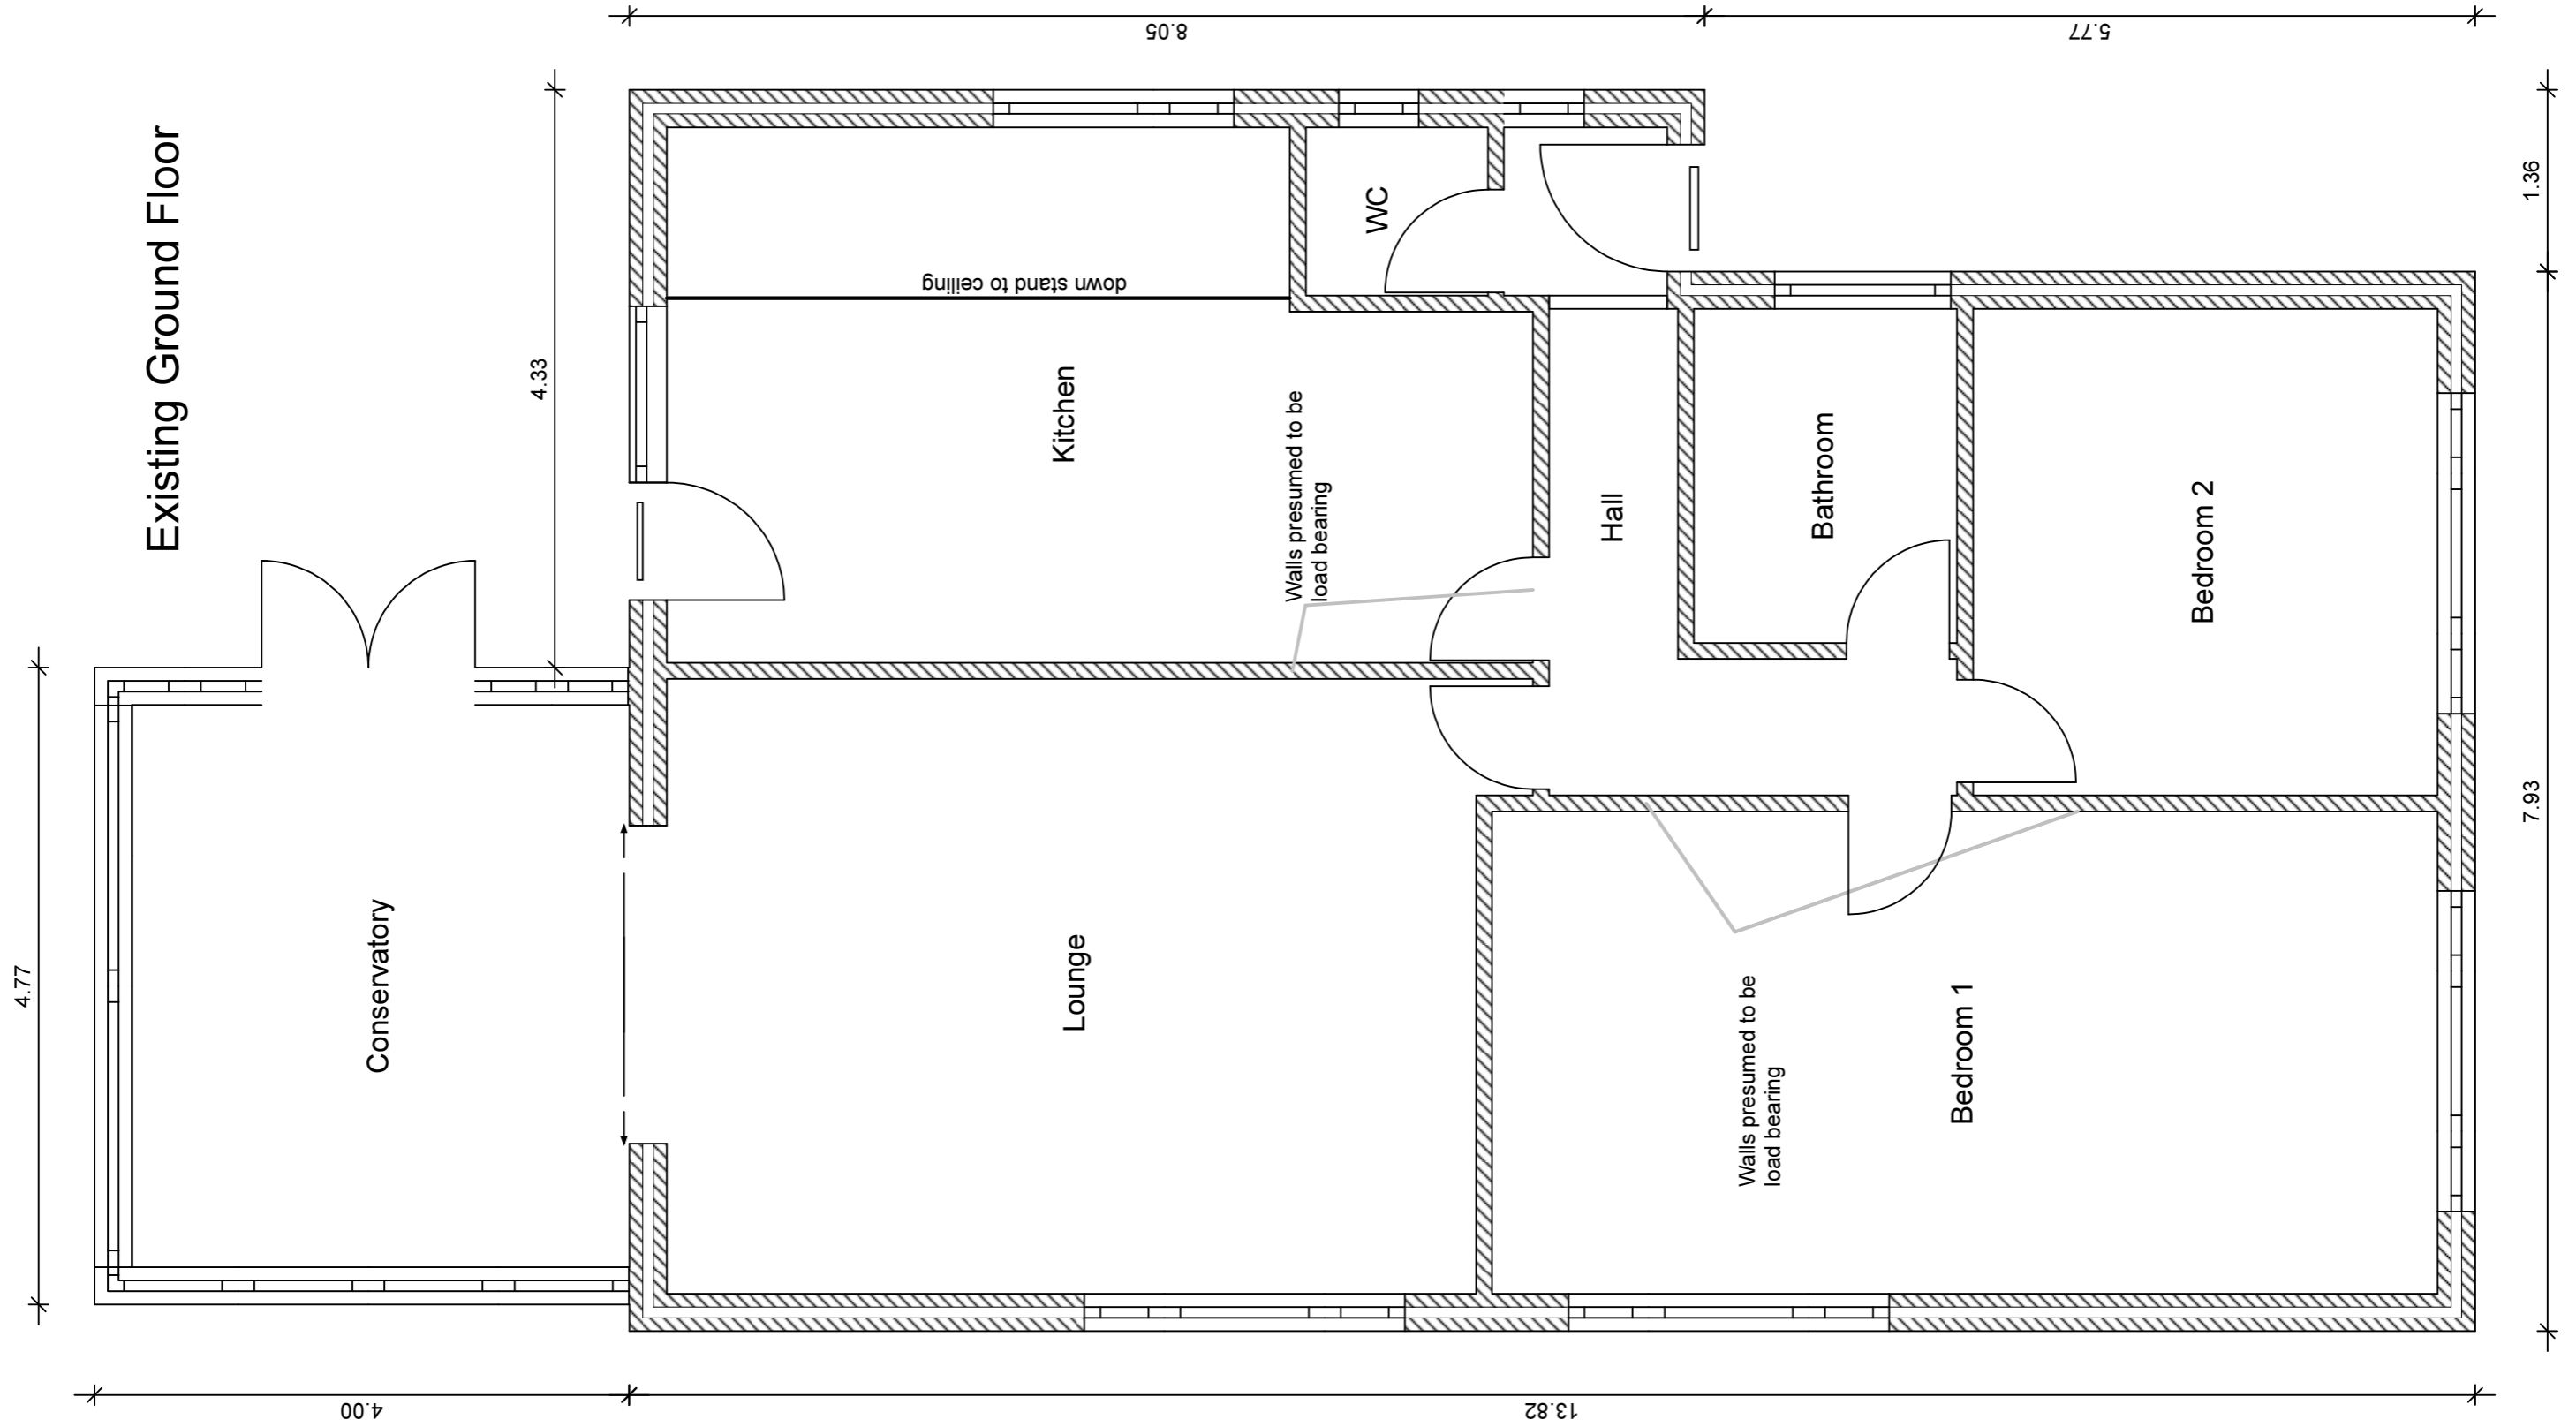 Existing Ground Floor
8.05
5.77
4.33
1.36
WC
down stand to ceiling
Kitchen
Walls presumed to be
load bearing
Hall
Bathroom
Bedroom 2
4.77
Conservatory
Lounge
Walls presumed to be
load bearing
Bedroom 1
7.93
4.00
13.82